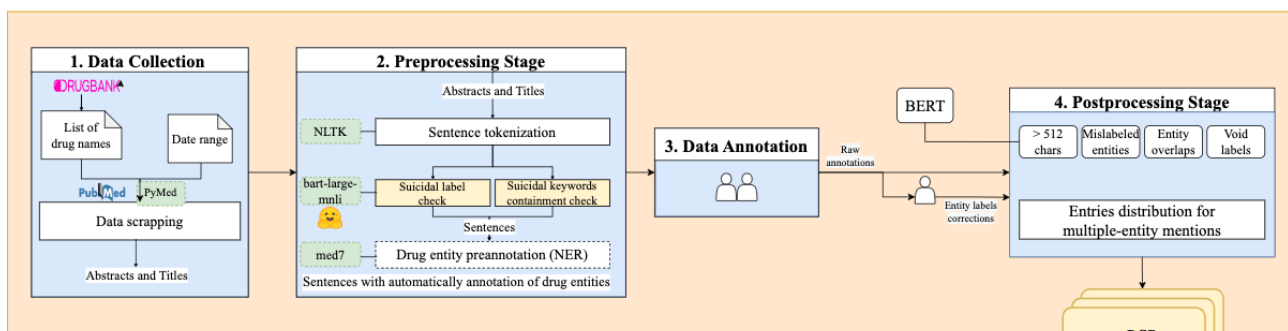 1. Data Collection
DRUGBANK
List of
drug names
Date range
PubMed
PyMed
Data scrapping
Abstracts and Titles
2. Preprocessing Stage
Abstracts and Titles
NLTK
Sentence tokenization
bart-large-
mnli
Suicidal label
check
Suicidal keywords
containment check
Sentences
med7
Drug entity preannotation (NER)
Sentences with automatically annotation of drug entities
3. Data Annotation
Raw
annotations
Entity labels
corrections
BERT
4. Postprocessing Stage
> 512
chars
Mislabeled
entities
Entity
overlaps
Void
labels
Entries distribution for
multiple-entity mentions